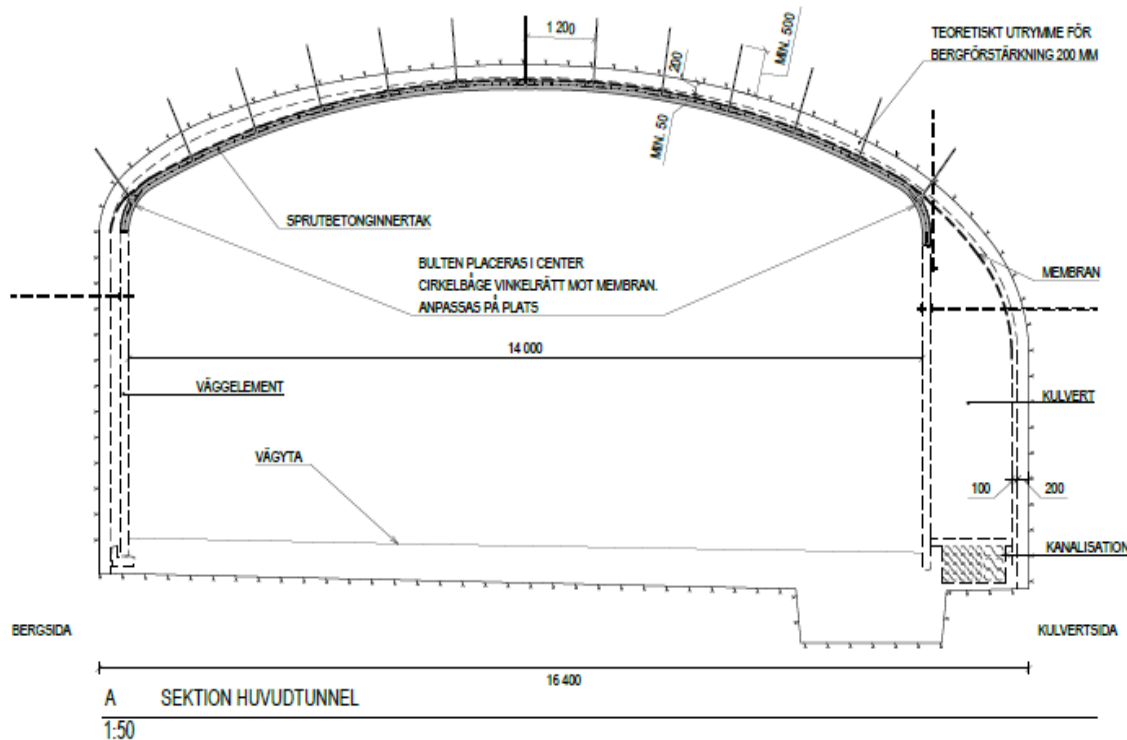 1 200
200
MIN. 500
TEORETISKT UTRYMME FÖR
BERGFÖRSTÄRKNING 200 MM
MIN. 50
SPRUTBETONGINNERTAK
BULTEN PLACERAS I CENTER
CIRKELBÅGE VINKELRÄTT MOT MEMBRAN.
ANPASSAS PÅ PLATS
MEMBRAN
14 000
VÄGGELEMENT
KULVERT
VÄGYTA
100
200
KANALISATION
BERGSIDA
KULVERTSIDA
16 400
A SEKTION HUVUDTUNNEL
1:50